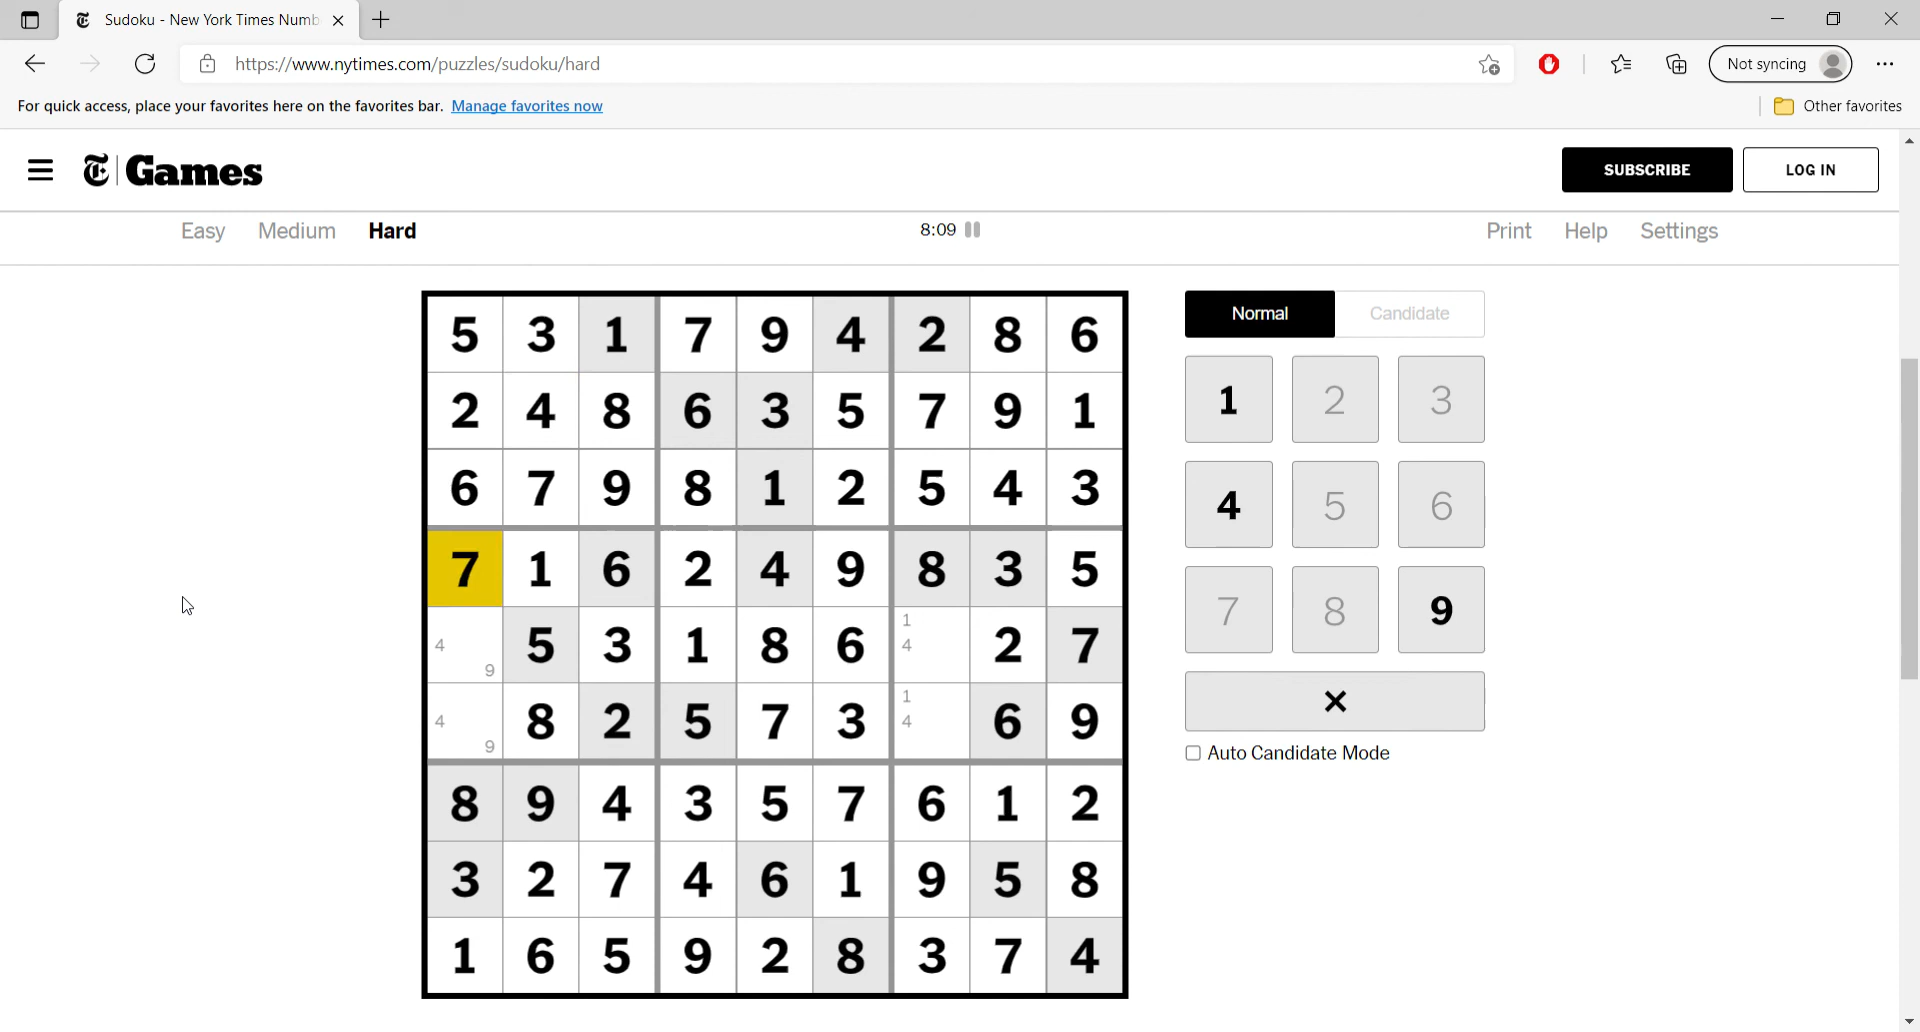 Sudoku - New York Times Numb
https://www.nytimes.com/puzzles/sudoku/hard
Not syncing
For quick access, place your favorites here on the favorites bar. Manage favorites now
Other favorites
T Games
SUBSCRIBE
LOG IN
Easy Medium Hard
8:09
Print Help Settings
5 3 1 7 9 4 2 8 6
2 4 8 6 3 5 7 9 1
6 7 9 8 1 2 5 4 3
7 1 6 2 4 9 8 3 5
4 9 5 3 1 8 6 1 4 2 7
4 9 8 2 5 7 3 1 4 6 9
8 9 4 3 5 7 6 1 2
3 2 7 4 6 1 9 5 8
1 6 5 9 2 8 3 7 4
Normal Candidate
1 2 3
4 5 6
7 8 9
X
Auto Candidate Mode